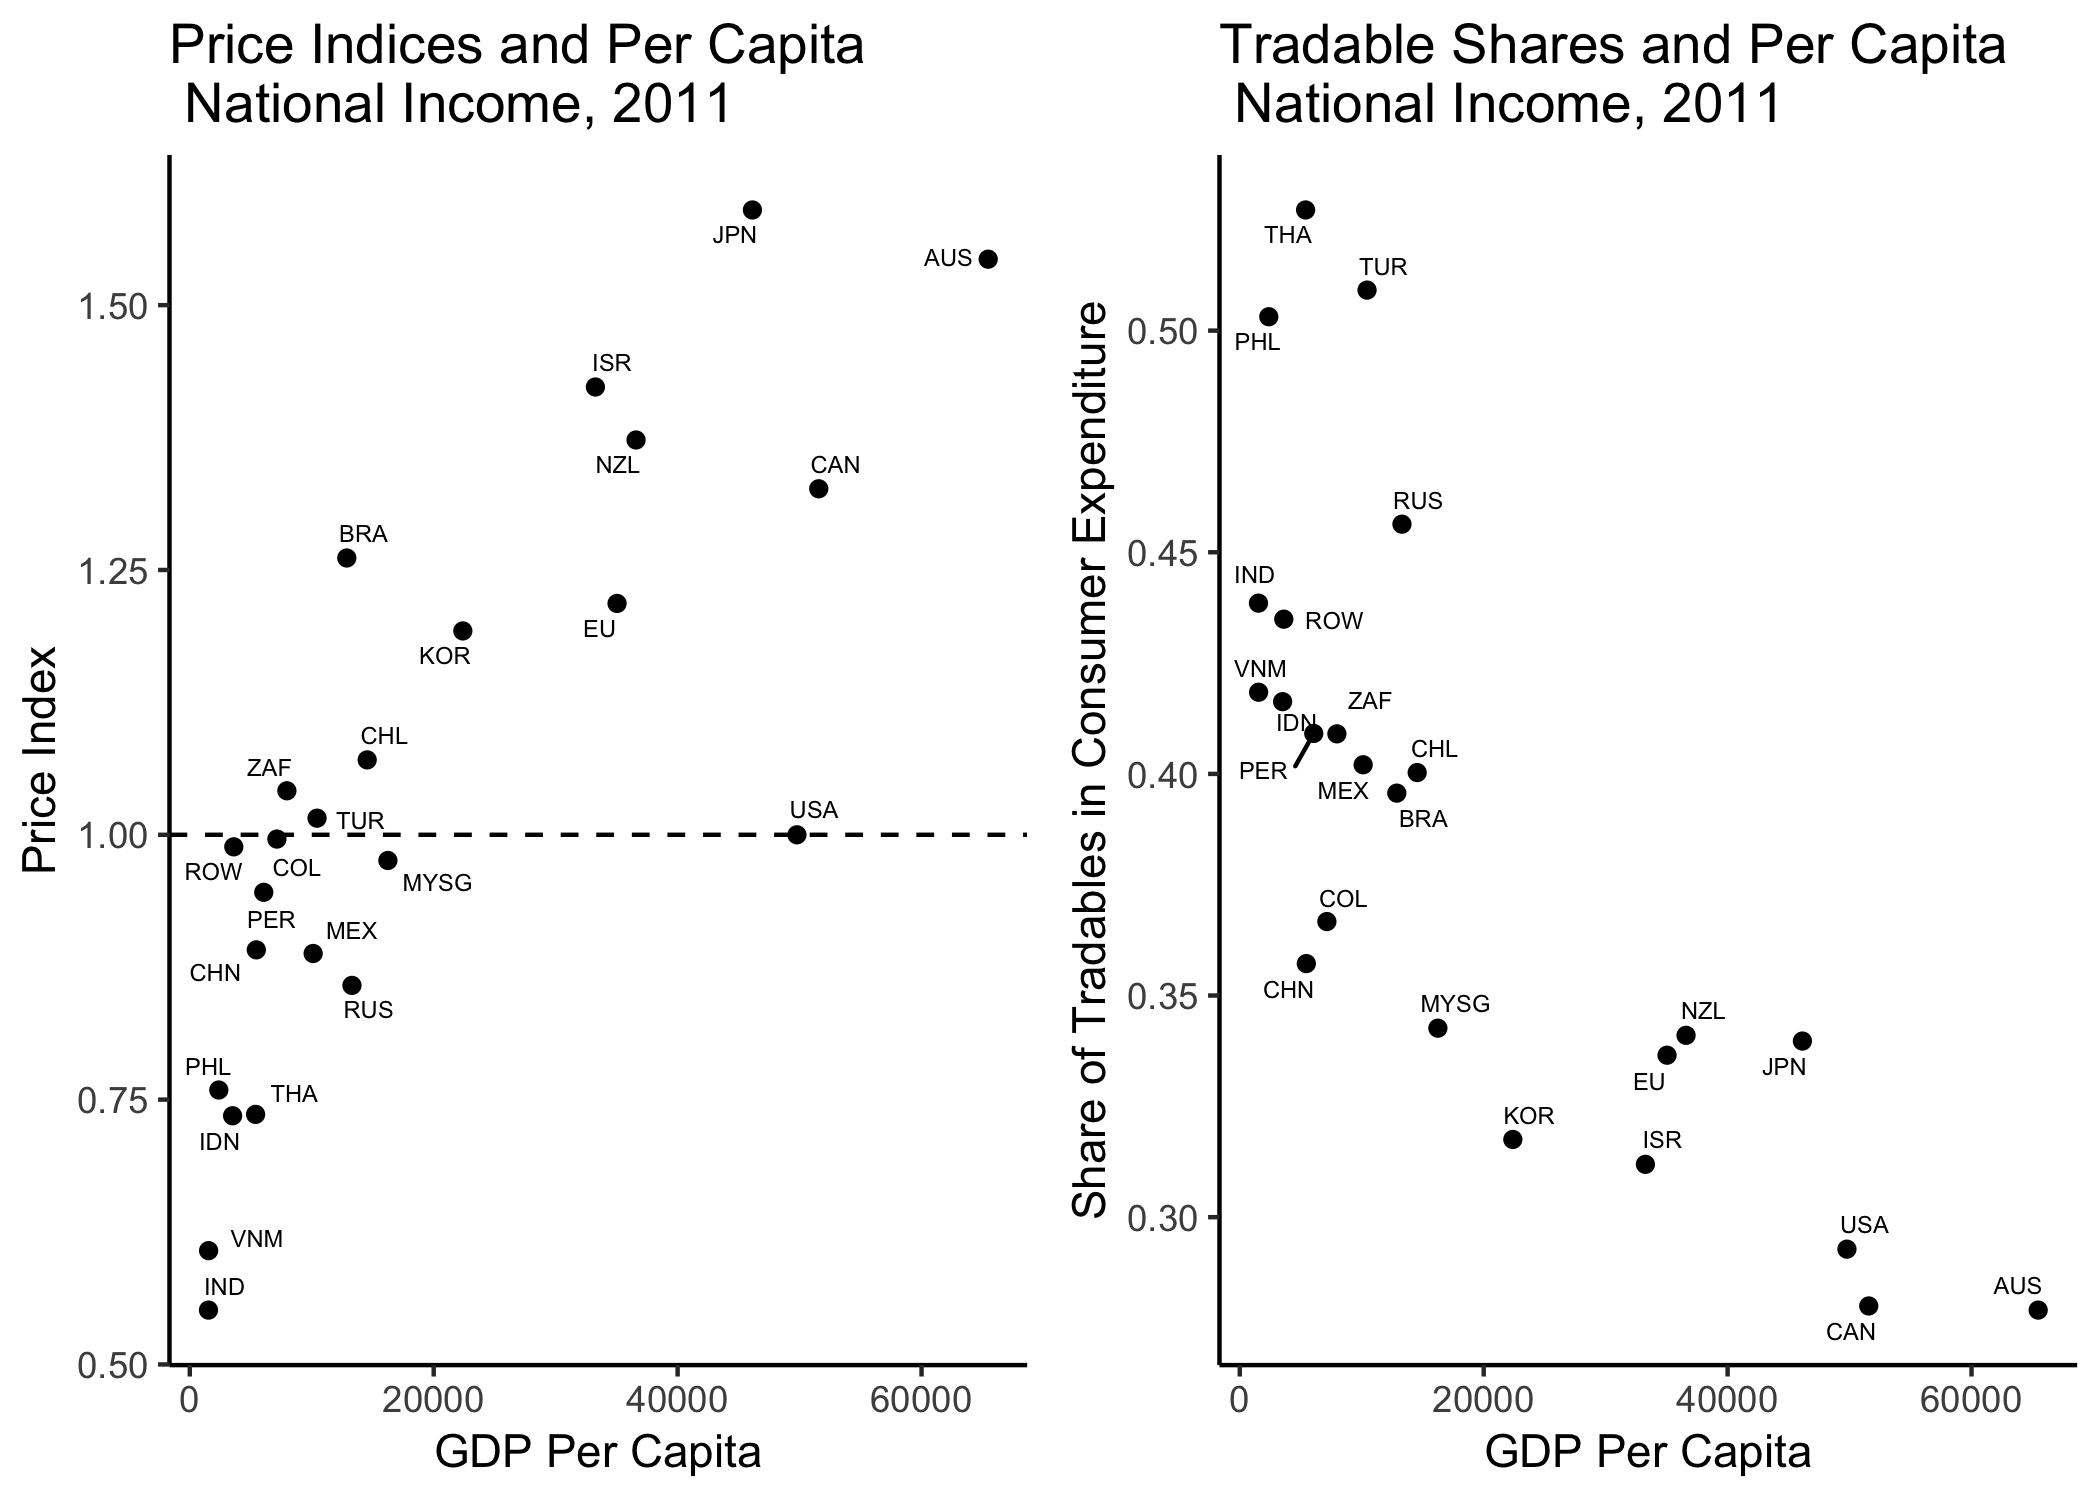 Price Indices and Per Capita
National Income, 2011
Price Index
1.50
1.25
1.00
0.75
0.50
JPN
AUS
ISR
NZL
CAN
BRA
EU
KOR
CHL
ZAF
TUR
USA
ROW
COL
MYSG
PER
MEX
CHN
RUS
PHL
THA
IDN
VNM
IND
0
20000
40000
60000
GDP Per Capita
Tradable Shares and Per Capita
National Income, 2011
Share of Tradables in Consumer Expenditure
0.50
0.45
0.40
0.35
0.30
THA
TUR
PHL
RUS
IND
ROW
VNM
ZAF
IDN
CHL
PER
MEX
BRA
COL
CHN
MYSG
NZL
JPN
EU
KOR
ISR
USA
AUS
CAN
0
20000
40000
60000
GDP Per Capita